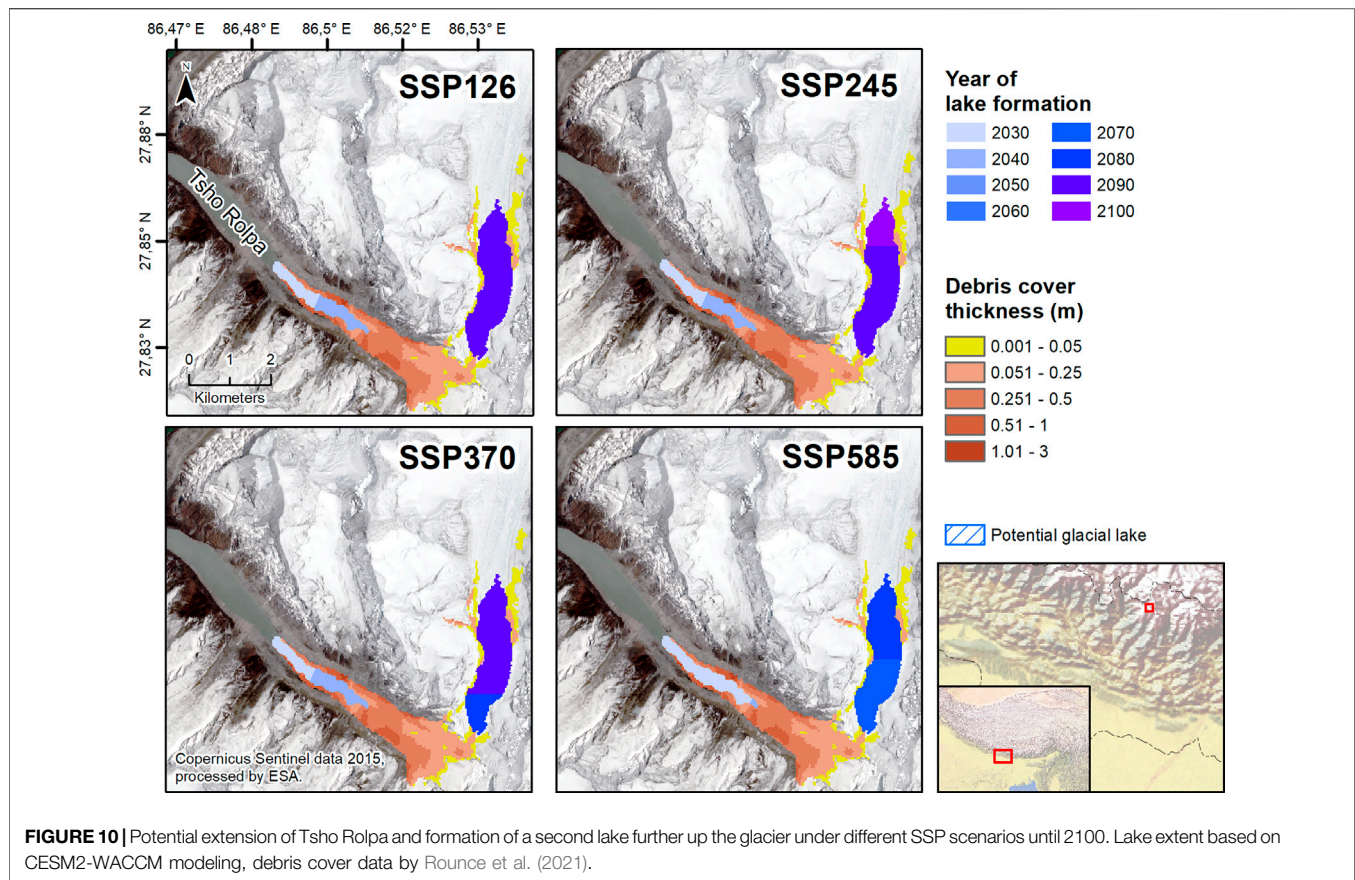 86,47° E 86,48° E 86,5° E 86,52° E 86,53° E
N
SSP126
SSP245
27,88° N
27,85° N
27,83° N
Tsho Rolpa
0 1 2
Kilometers
SSP370
SSP585
Copernicus Sentinel data 2015,
processed by ESA.
Year of
lake formation
2030 2070
2040 2080
2050 2090
2060 2100
Debris cover
thickness (m)
0.001 - 0.05
0.051 - 0.25
0.251 - 0.5
0.51 - 1
1.01 - 3
Potential glacial lake
FIGURE 10 | Potential extension of Tsho Rolpa and formation of a second lake further up the glacier under different SSP scenarios until 2100. Lake extent based on
CESM2-WACCM modeling, debris cover data by Rounce et al. (2021).